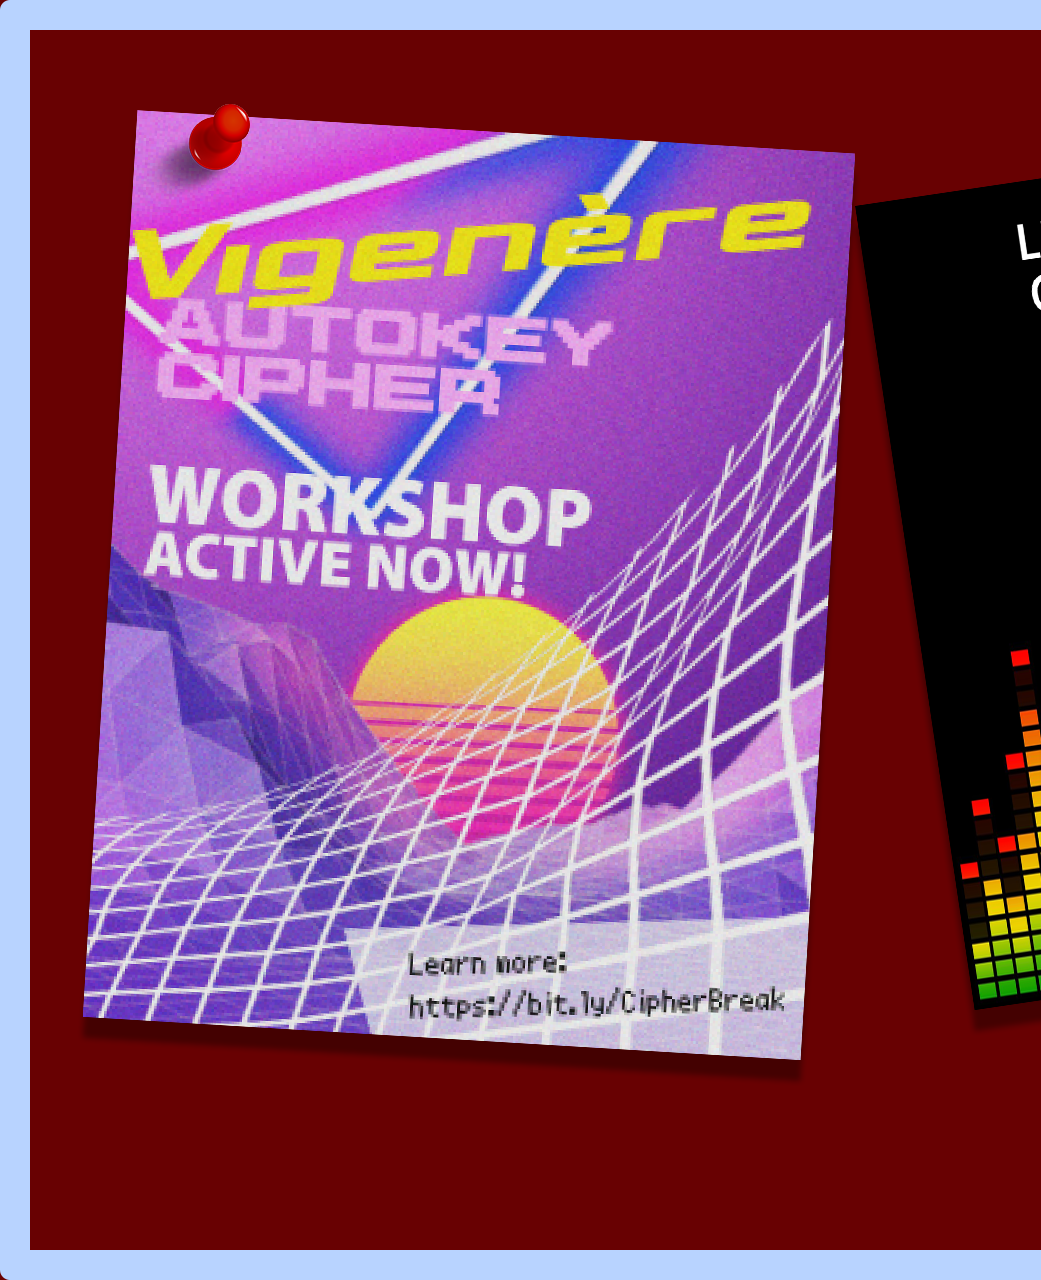 Vigenère
AUTOKEY
CIPHER
WORKSHOP
ACTIVE NOW!
Learn more:
https://bit.ly/CipherBreak